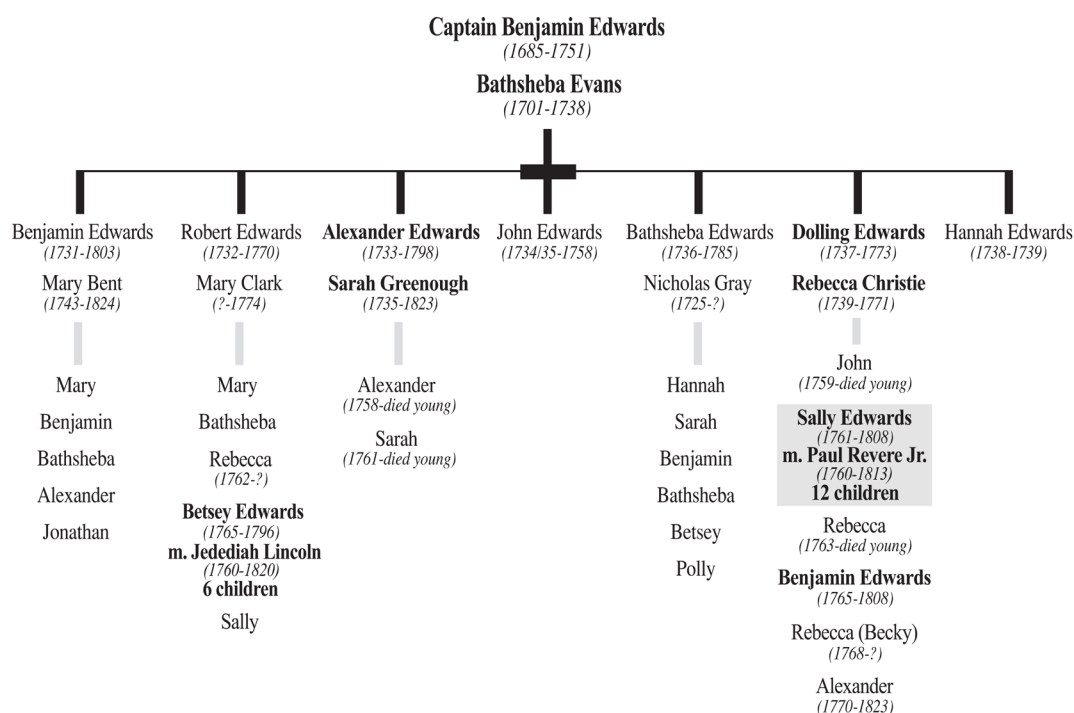 Captain Benjamin Edwards
(1685-1751)
Bathsheba Evans
(1701-1738)
Benjamin Edwards
(1731-1803)
Mary Bent
(1743-1824)
Mary
Benjamin
Bathsheba
Alexander
Jonathan
Robert Edwards
(1732-1770)
Mary Clark
(?-1774)
Mary
Bathsheba
Rebecca
(1762-?)
Betsey Edwards
(1765-1796)
m. Jedediah Lincoln
(1760-1820)
6 children
Sally
Alexander Edwards
(1733-1798)
Sarah Greenough
(1735-1823)
Alexander
(1758-died young)
Sarah
(1761-died young)
John Edwards
(1734/35-1758)
Bathsheba Edwards
(1736-1785)
Nicholas Gray
(1725-?)
Hannah
Sarah
Benjamin
Bathsheba
Betsey
Polly
Dolling Edwards
(1737-1773)
Rebecca Christie
(1739-1771)
John
(1759-died young)
Sally Edwards
(1761-1808)
m. Paul Revere Jr.
(1760-1813)
12 children
Rebecca
(1763-died young)
Benjamin Edwards
(1765-1808)
Rebecca (Becky)
(1768-?)
Alexander
(1770-1823)
Hannah Edwards
(1738-1739)